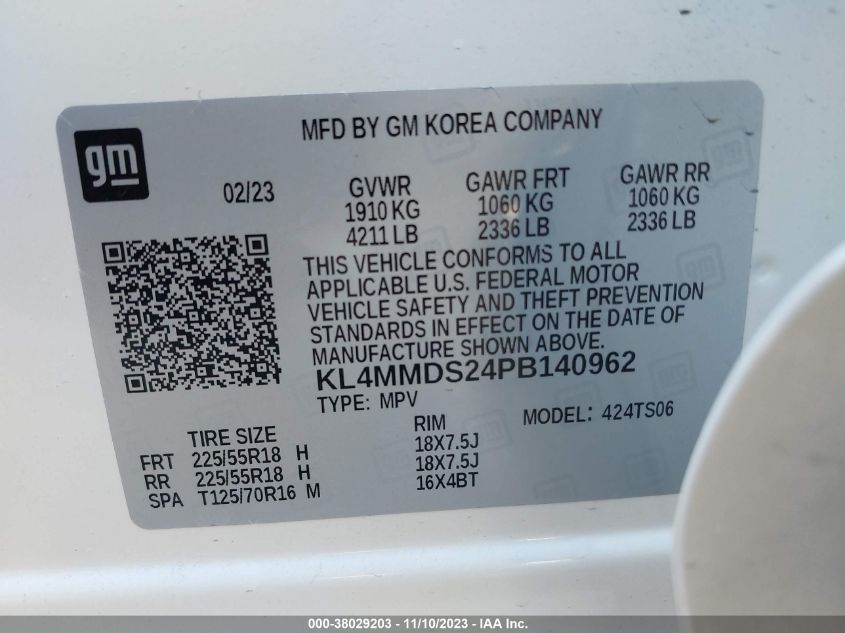 gm
MFD BY GM KOREA COMPANY
02/23
GVWR
1910 KG
4211 LB
GAWR FRT
1060 KG
2336 LB
GAWR RR
1060 KG
2336 LB
THIS VEHICLE CONFORMS TO ALL
APPLICABLE U.S. FEDERAL MOTOR
VEHICLE SAFETY AND THEFT PREVENTION
STANDARDS IN EFFECT ON THE DATE OF
MANUFACTURE SHOWN ABOVE.
KL4MMDS24PB140962
TYPE: MPV
MODEL: 424TS06
TIRE SIZE
RIM
FRT 225/55R18 H 18X7.5J
RR 225/55R18 H 18X7.5J
SPA T125/70R16 M 16X4BT
000-38029203 - 11/10/2023 - IAA Inc.